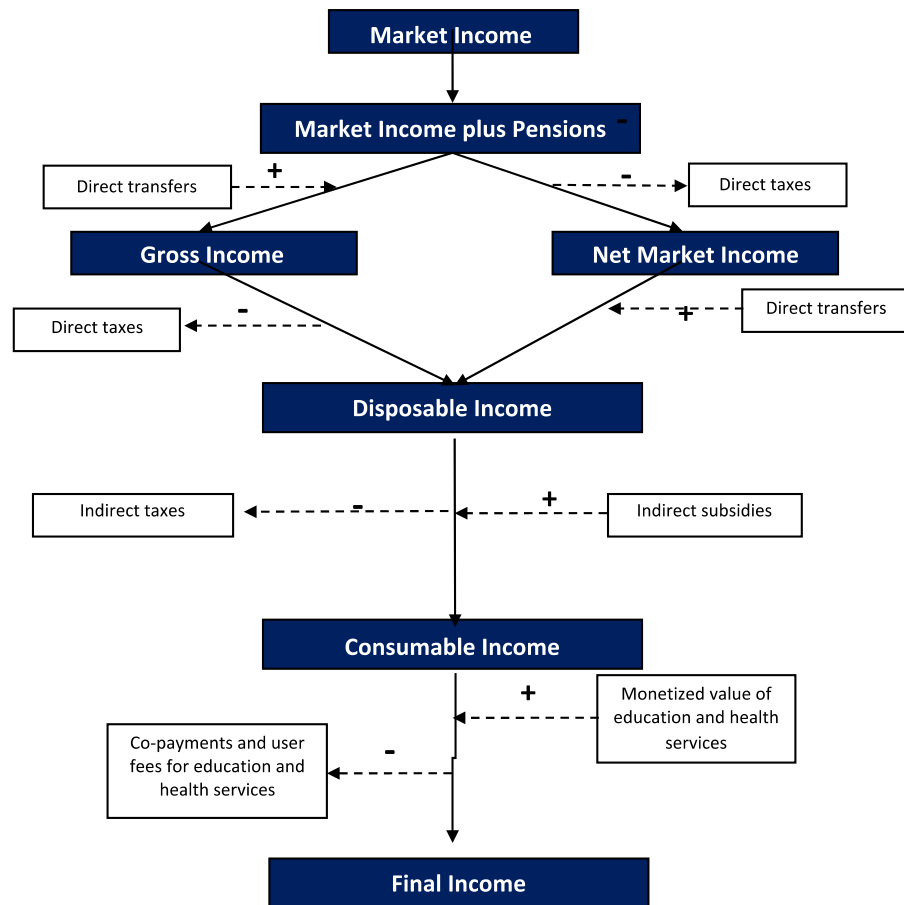 Market Income
Market Income plus Pensions -
+
-
Direct transfers
Direct taxes
Gross Income
Net Market Income
-
+
Direct taxes
Direct transfers
Disposable Income
Indirect taxes
-
+
Indirect subsidies
Consumable Income
+
Monetized value of
education and health
services
Co-payments and user
fees for education and
health services
-
Final Income